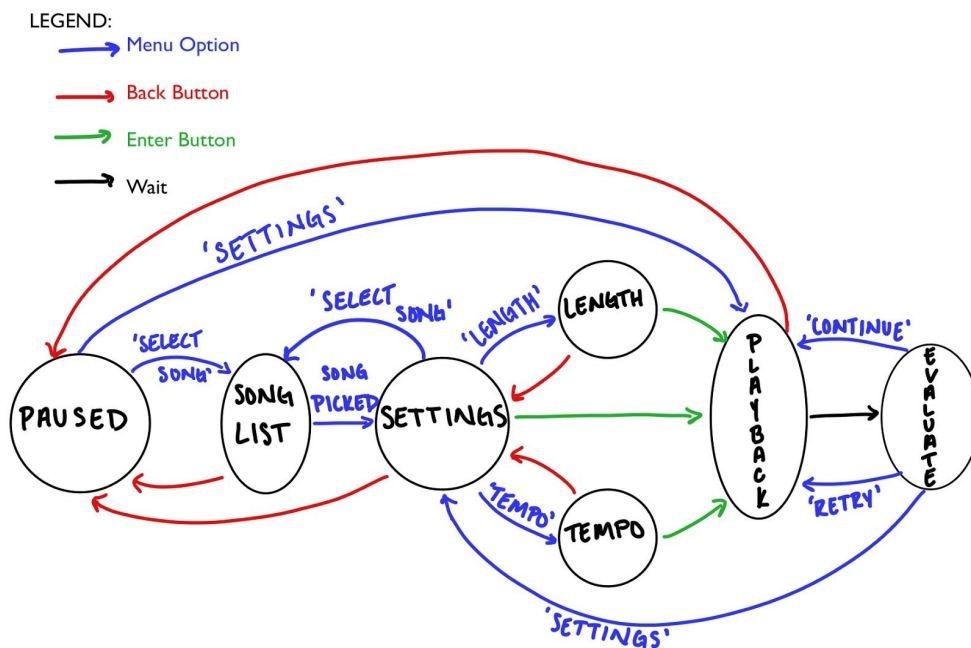 LEGEND:
Menu Option
Back Button
Enter Button
Wait
'SETTINGS'
'SELECT
SONG'
'SELECT
SONG'
'LENGTH'
LENGTH
'CONTINUE'
PAUSED
SONG
LIST
SONG
PICKED
SETTINGS
PLAYBACK
EVALUATE
'TEMPO'
TEMPO
'RETRY'
'SETTINGS'